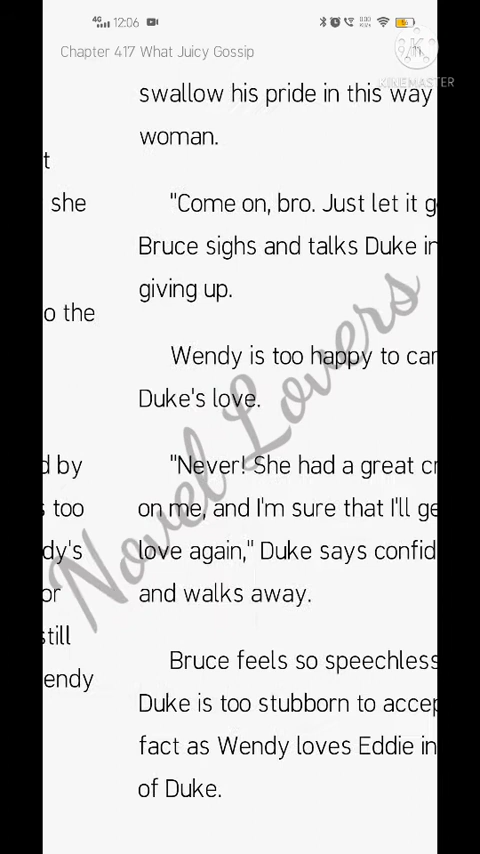 4G 12:06
Chapter 417 What Juicy Gossip
KINEMASTER
t
she
o the
d by
too
dy's
or
still
endy
swallow his pride in this way
woman.
"Come on, bro. Just let it g
Bruce sighs and talks Duke in
giving up.
Wendy is too happy to car
Duke's love.
"Never! She had a great cr
on me, and I'm sure that I'll ge
love again," Duke says confid
and walks away.
Bruce feels so speechless
Duke is too stubborn to accep
fact as Wendy loves Eddie in
of Duke.
Novel Lovers